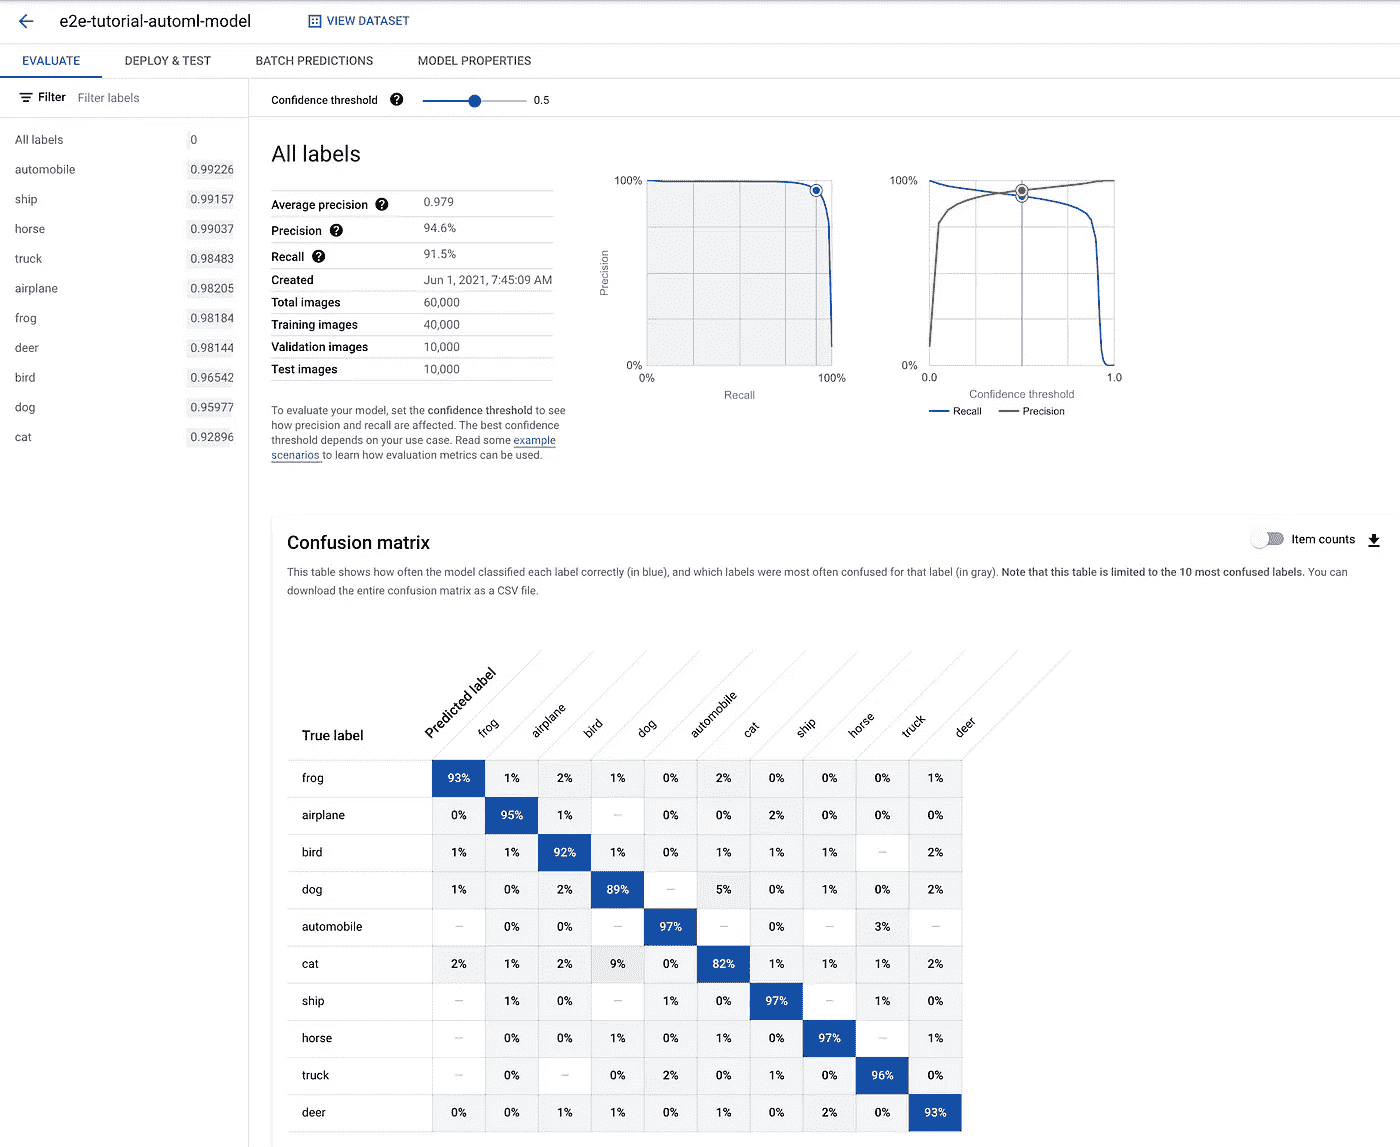 e2e-tutorial-automl-model
VIEW DATASET
EVALUATE DEPLOY & TEST BATCH PREDICTIONS MODEL PROPERTIES
Filter Filter labels
Confidence threshold ? 0.5
All labels 0
automobile 0.99226
ship 0.99157
horse 0.99037
truck 0.98483
airplane 0.98205
frog 0.98184
deer 0.98144
bird 0.96542
dog 0.95977
cat 0.92896
All labels
Average precision ? 0.979
Precision ? 94.6%
Recall ? 91.5%
Created Jun 1, 2021, 7:45:09 AM
Total images 60,000
Training images 40,000
Validation images 10,000
Test images 10,000
To evaluate your model, set the confidence threshold to see
how precision and recall are affected. The best confidence
threshold depends on your use case. Read some example
scenarios to learn how evaluation metrics can be used.
100%
Precision
0%
0% 100%
Recall
100%
0%
0.0 1.0
Confidence threshold
Recall Precision
Confusion matrix
Item counts
This table shows how often the model classified each label correctly (in blue), and which labels were most often confused for that label (in gray). Note that this table is limited to the 10 most confused labels. You can
download the entire confusion matrix as a CSV file.
True label Predicted label frog airplane bird dog automobile cat ship horse truck deer
frog 93% 1% 2% 1% 0% 2% 0% 0% 0% 1%
airplane 0% 95% 1% — 0% 0% 2% 0% 0% 0%
bird 1% 1% 92% 1% 0% 1% 1% 1% — 2%
dog 1% 0% 2% 89% — 5% 0% 1% 0% 2%
automobile — 0% 0% — 97% — 0% — 3% —
cat 2% 1% 2% 9% 0% 82% 1% 1% 1% 2%
ship — 1% 0% — 1% 0% 97% — 1% 0%
horse — 0% 0% 1% 0% 1% 0% 97% — 1%
truck — 0% — 0% 2% 0% 1% 0% 96% 0%
deer 0% 0% 1% 1% 0% 1% 0% 2% 0% 93%